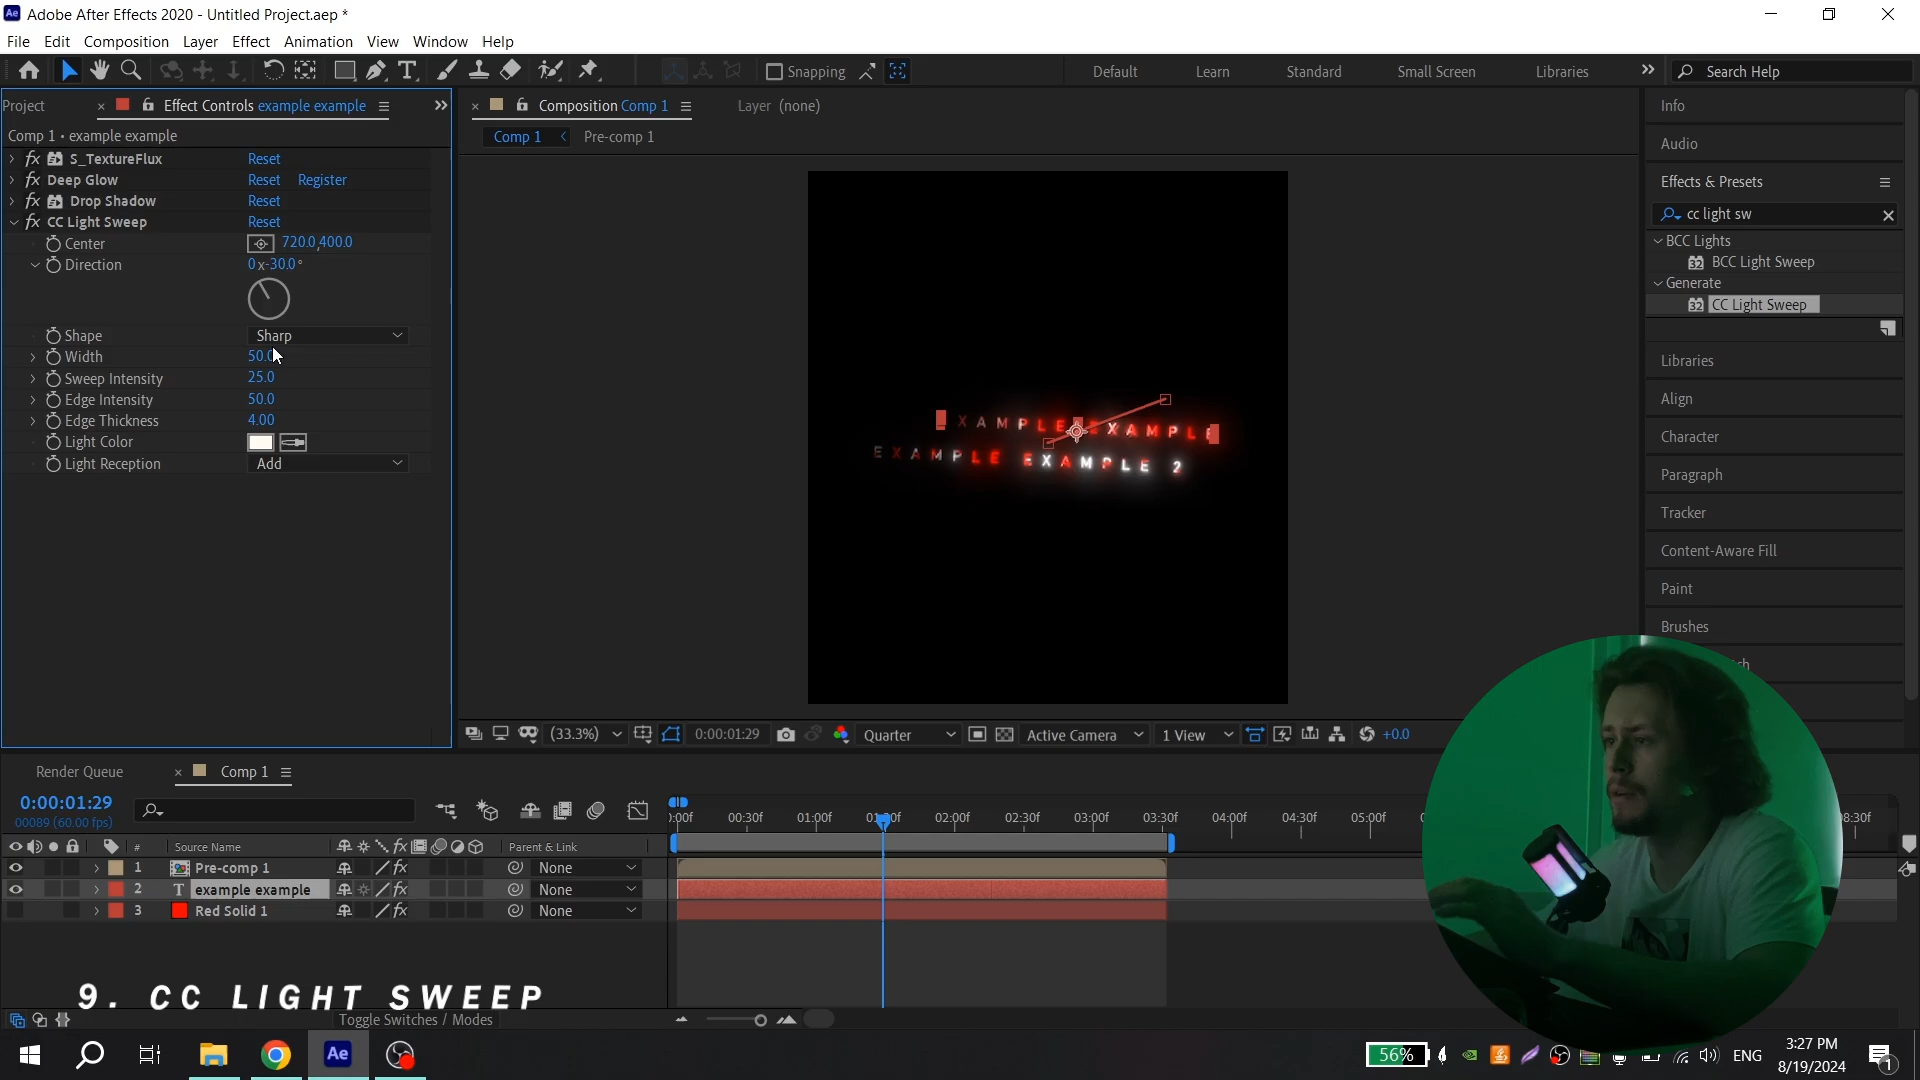 Adobe After Effects 2020 - Untitled Project.aep *
File Edit Composition Layer Effect Animation View Window Help
Snapping Default Learn Standard Small Screen Libraries Search Help
Project Effect Controls example example
Composition Comp 1 Layer (none)
Comp 1 • example example
Comp 1 Pre-comp 1
fx S_TextureFlux Reset
fx Deep Glow Reset Register
fx Drop Shadow Reset
fx CC Light Sweep Reset
Center 720.0,400.0
Direction 0 x-30.0°
Shape Sharp
Width 50.0
Sweep Intensity 25.0
Edge Intensity 50.0
Edge Thickness 4.00
Light Color
Light Reception Add
XAMPLE EXAMPLE
EXAMPLE EXAMPLE 2
(33.3%) 0:00:01:29 Quarter Active Camera 1 View +0.0
Info
Audio
Effects & Presets
cc light sw
BCC Lights
32 BCC Light Sweep
Generate
32 CC Light Sweep
Libraries
Align
Character
Paragraph
Tracker
Content-Aware Fill
Paint
Brushes
Render Queue Comp 1
0:00:01:29
00089 (60.00 fps)
00f 00:30f 01:00f 02:00f 02:30f 03:00f 03:30f 04:00f 04:30f 05:00f
# Source Name fx Parent & Link
1 Pre-comp 1 fx None
2 T example example fx None
3 Red Solid 1 fx None
9. CC LIGHT SWEEP
Toggle Switches / Modes
Ae
56% ENG 3:27 PM
8/19/2024
1